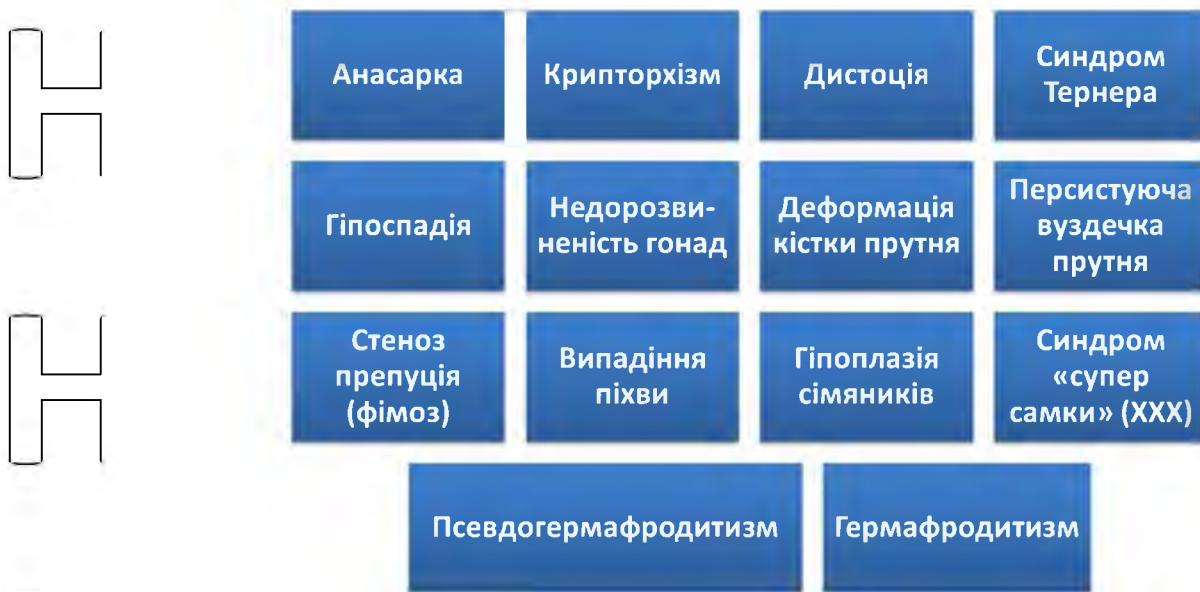 Анасарка
Крипторхізм
Дистоція
Синдром
Тернера
Гіпоспадія
Недорозви-
неність гонад
Деформація
кістки прутня
Персистуюча
вуздечка
прутня
Стеноз
препуція
(фімоз)
Випадіння
піхви
Гіпоплазія
сімяників
Синдром
«супер
самки» (XXX)
Псевдогермафродитизм
Гермафродитизм